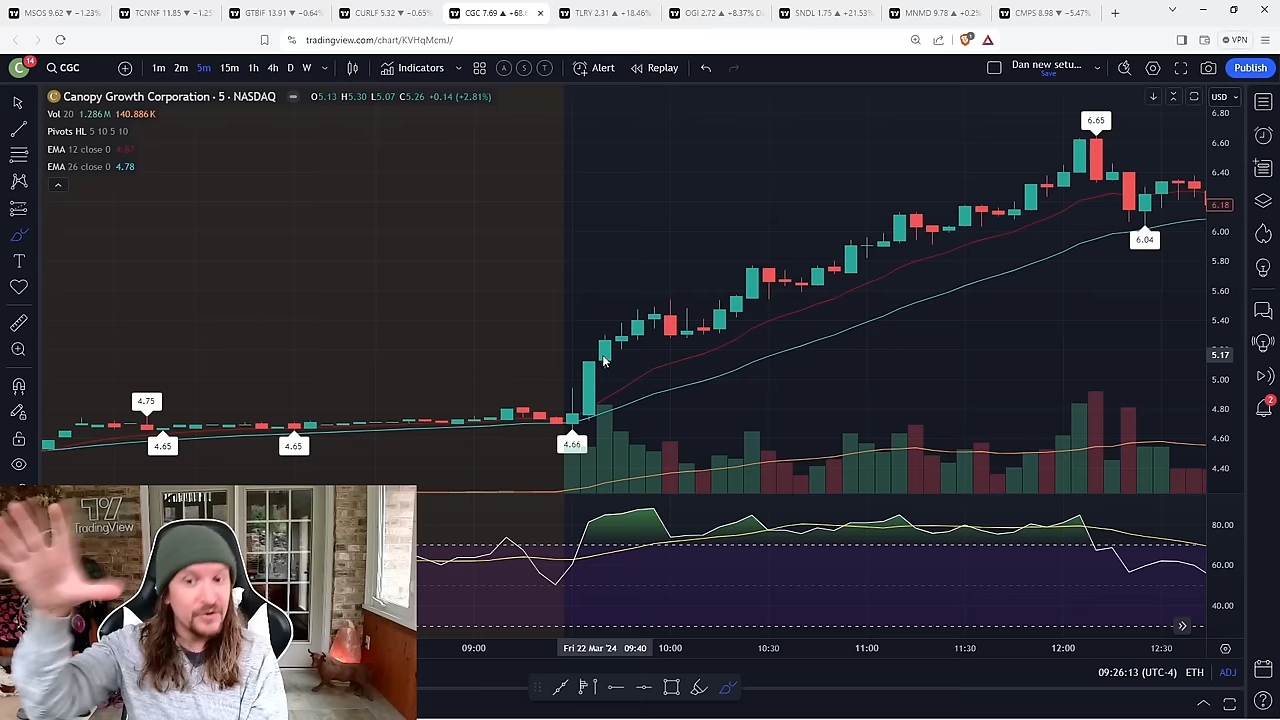 MSOS 9.62 ▼ −1.23%
TCNNF 11.85 ▼ −1.2
GTBIF 13.91 ▼ −0.64%
CURLF 5.32 ▼ −0.65%
CGC 7.69 ▲ +68.
TLRY 2.31 ▲ +18.46%
OGI 2.72 ▲ +8.37% D
SNDL 1.75 ▲ +21.53%
MNMD 9.78 ▲ +0.2
CMPS 8.98 ▼ −5.47%
tradingview.com/chart/KVHqMcmJ/
VPN
C 14
CGC
1m 2m 5m 15m 1h 4h D W
Indicators
A S T
Alert
Replay
Dan new setu...
Save
Publish
Canopy Growth Corporation · 5 · NASDAQ
O5.13 H5.30 L5.07 C5.26 +0.14 (+2.81%)
USD
Vol 20 1.286M 140.886K
Pivots HL 5 10 5 10
EMA 12 close 0
EMA 26 close 0 4.78
6.80
6.60
6.40
6.18
6.00
5.80
5.60
5.40
5.17
5.00
4.80
4.60
4.40
80.00
60.00
40.00
6.65
6.04
4.75
4.65
4.65
4.66
2
TradingView
09:00
Fri 22 Mar '24 09:40
10:00
10:30
11:00
11:30
12:00
12:30
09:26:13 (UTC-4)
ETH
ADJ